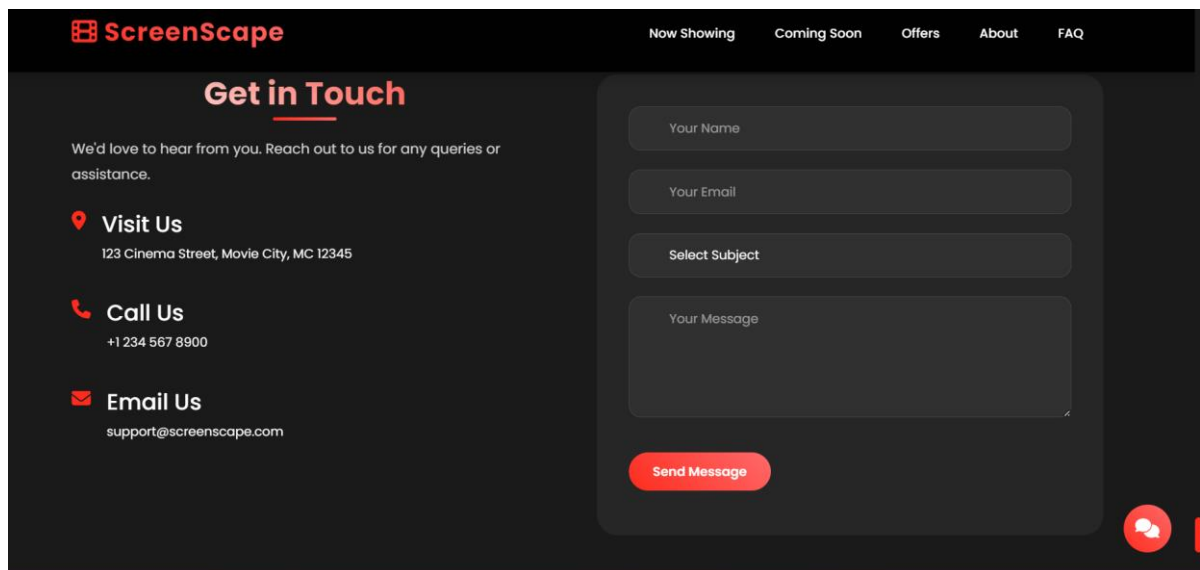 ScreenScape
Now Showing Coming Soon Offers About FAQ
Get in Touch
We'd love to hear from you. Reach out to us for any queries or
assistance.
Visit Us
123 Cinema Street, Movie City, MC 12345
Call Us
+1 234 567 8900
Email Us
support@screenscape.com
Your Name
Your Email
Select Subject
Your Message
Send Message